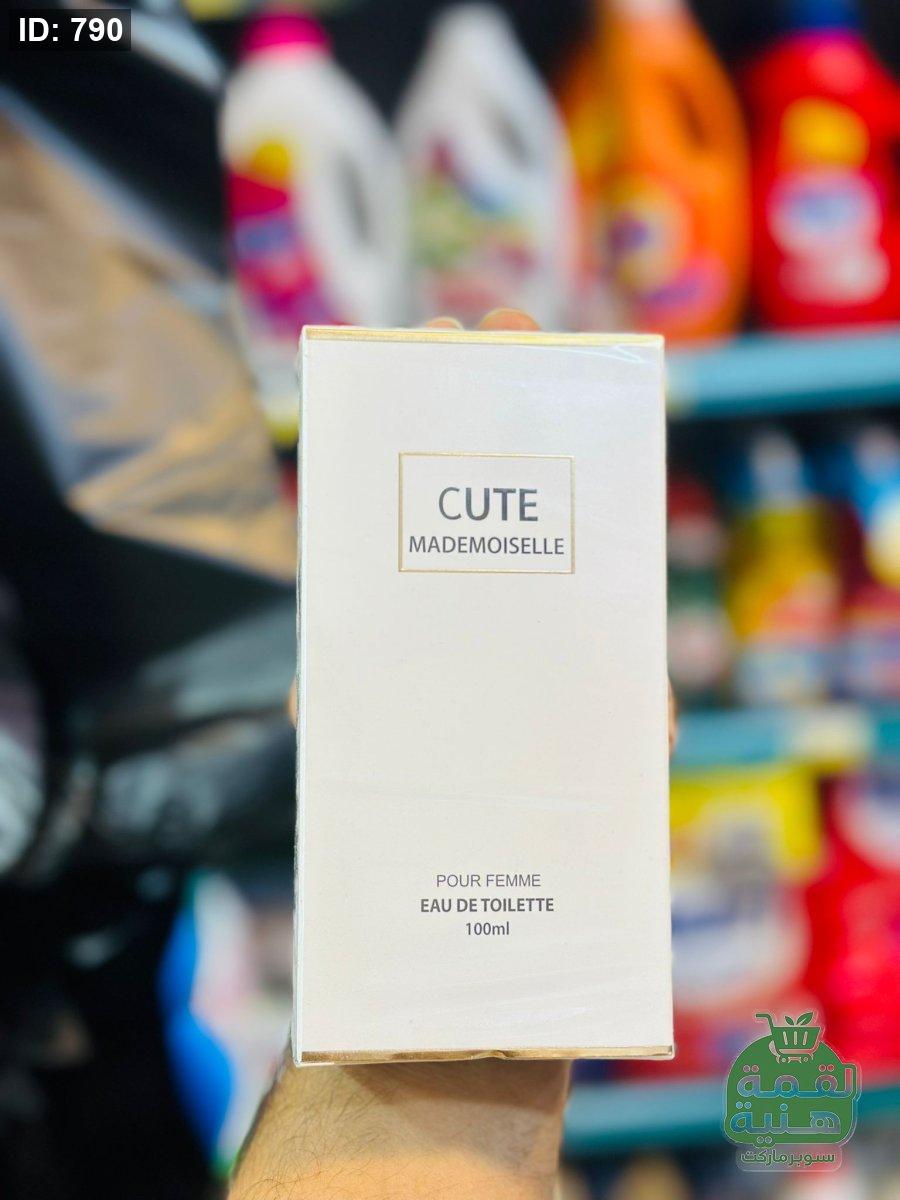 ID: 790
CUTE
MADEMOISELLE
POUR FEMME
EAU DE TOILETTE
100ml
لقمة
هنية
سوبرماركت